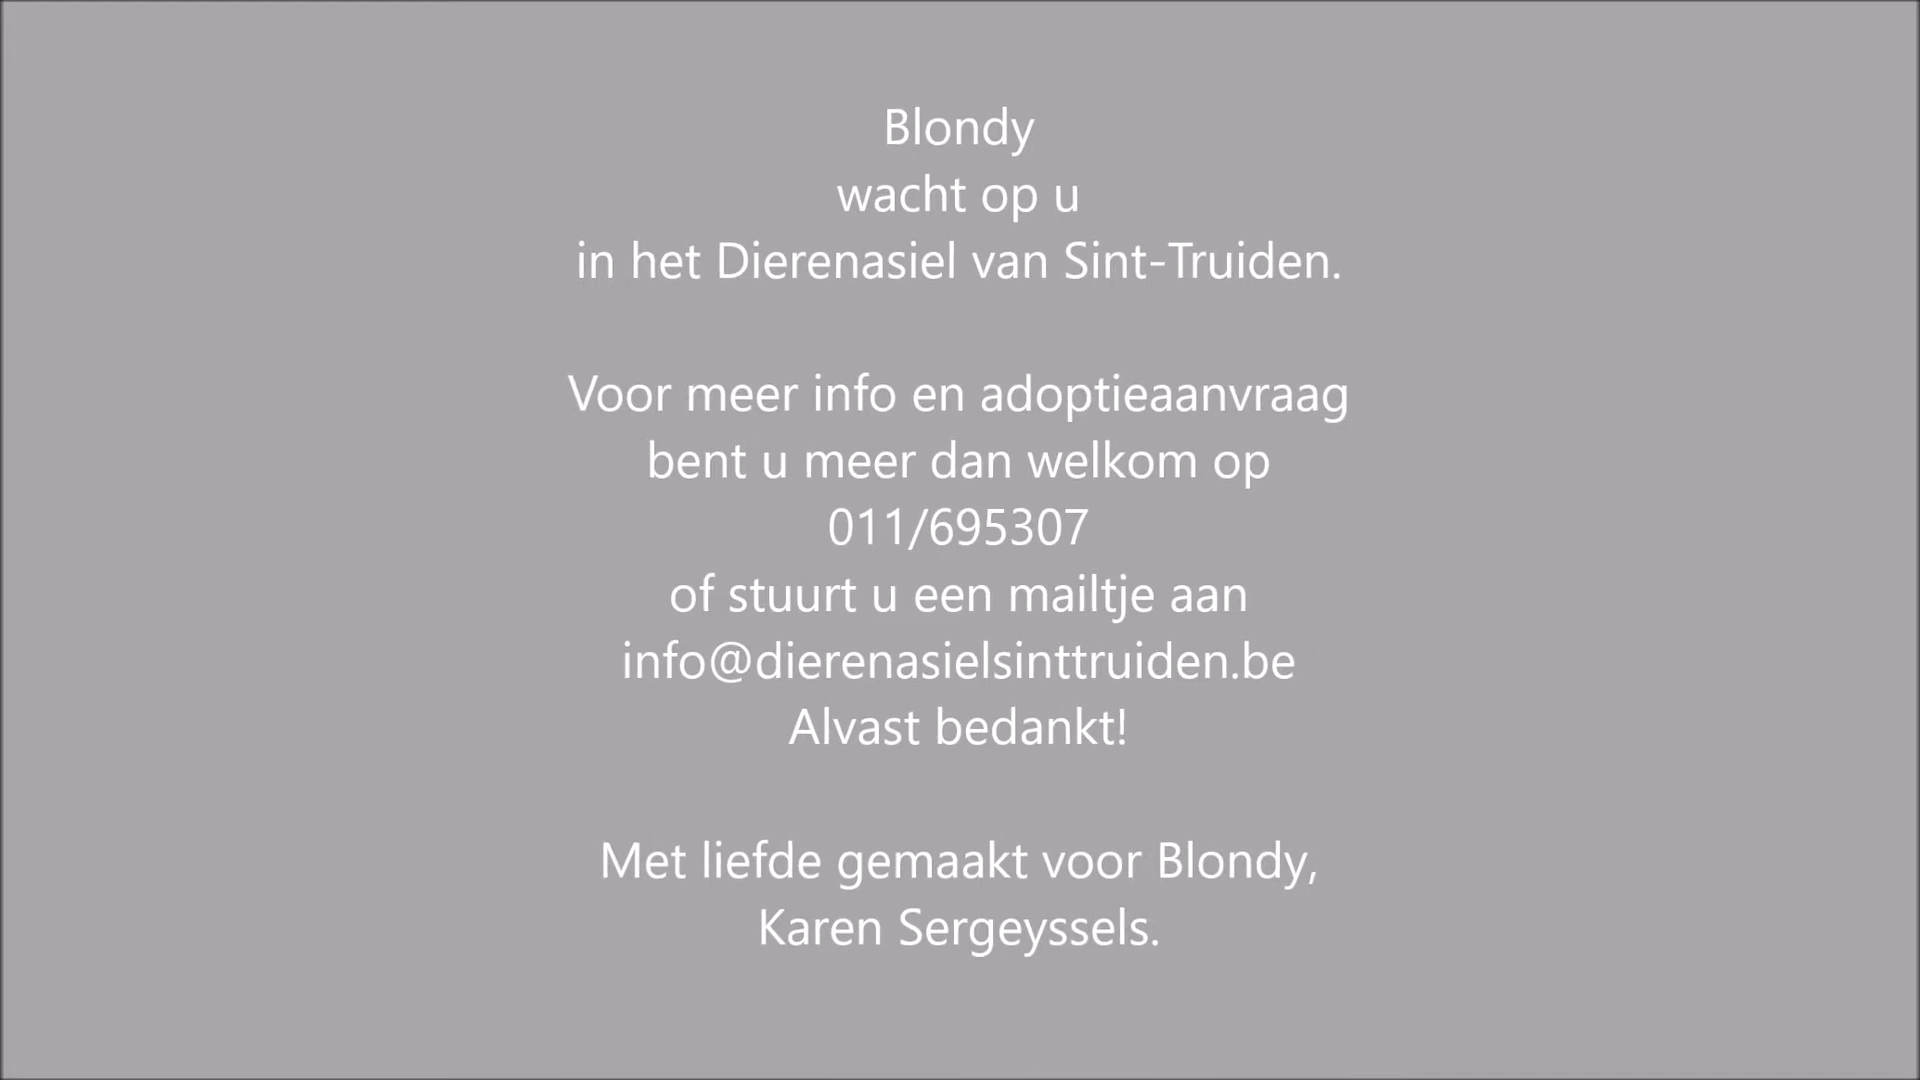 Blondy
wacht op u
in het Dierenasiel van Sint-Truiden.
Voor meer info en adoptieaanvraag
bent u meer dan welkom op
011/695307
of stuurt u een mailtje aan
info@dierenasielsinttruiden.be
Alvast bedankt!
Met liefde gemaakt voor Blondy,
Karen Sergeyssels.